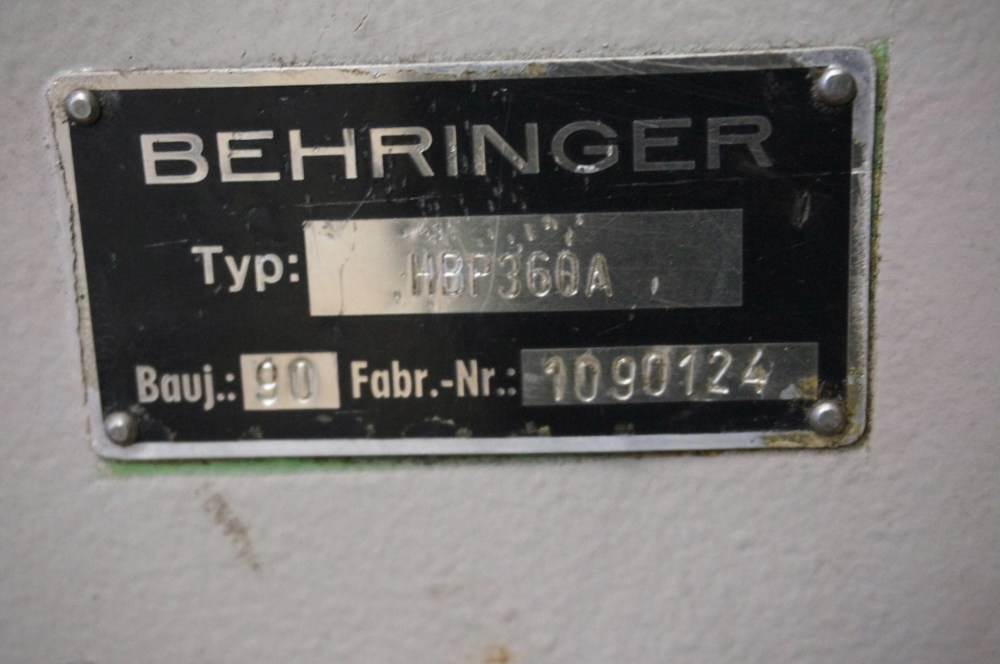 BEHRINGER
Typ: HBP360A
Bauj.: 90 Fabr.-Nr.: 1090124